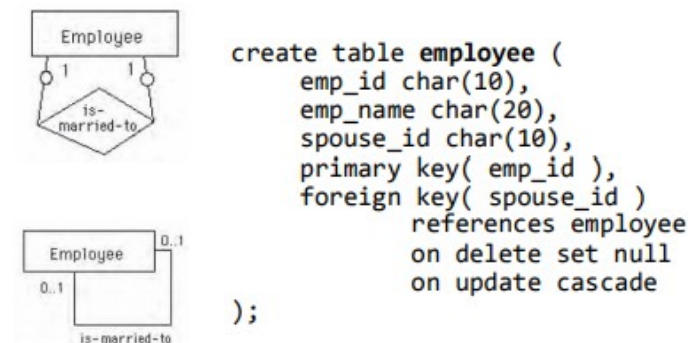 Employee
1 1
is-
married-to
Employee
0..1
0..1
is-married-to
create table employee (
emp_id char(10),
emp_name char(20),
spouse_id char(10),
primary key( emp_id ),
foreign key( spouse_id )
references employee
on delete set null
on update cascade
);